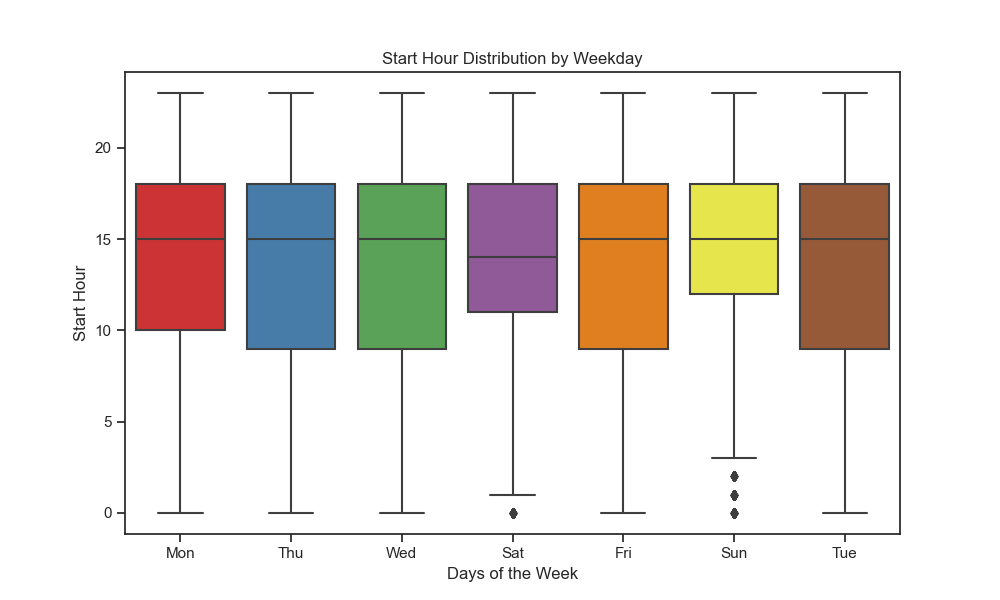 Start Hour Distribution by Weekday
Start Hour
20
15
10
5
0
Mon Thu Wed Sat Fri Sun Tue
Days of the Week